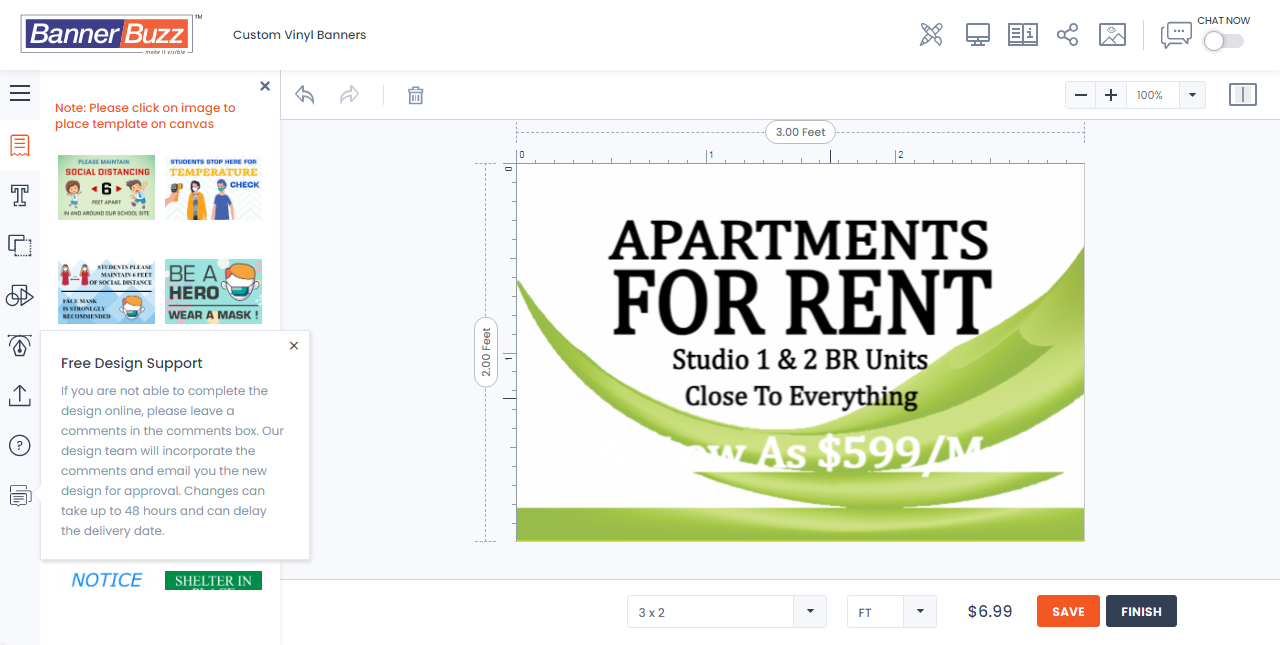 BannerBuzz
TM
make it visible
Custom Vinyl Banners
CHAT NOW
Note: Please click on image to
place template on canvas
100%
3.00 Feet
0
1
2
0
1
2.00 Feet
PLEASE MAINTAIN
SOCIAL DISTANCING
6
FEET APART
IN AND AROUND OUR SCHOOL SITE
STUDENTS STOP HERE FOR
TEMPERATURE
CHECK
STUDENTS PLEASE
MAINTAIN 6 FEET
OF SOCIAL DISTANCE
FACE MASK
IS STRONGLGY
RECOMMENDED
BE A
HERO
WEAR A MASK !
Free Design Support
If you are not able to complete the
design online, please leave a
comments in the comments box. Our
design team will incorporate the
comments and email you the new
design for approval. Changes can
take up to 48 hours and can delay
the delivery date.
NOTICE
SHELTER IN
PLACE
APARTMENTS
FOR RENT
Studio 1 & 2 BR Units
Close To Everything
As Low As $599/M
3 x 2
FT
$6.99
SAVE
FINISH